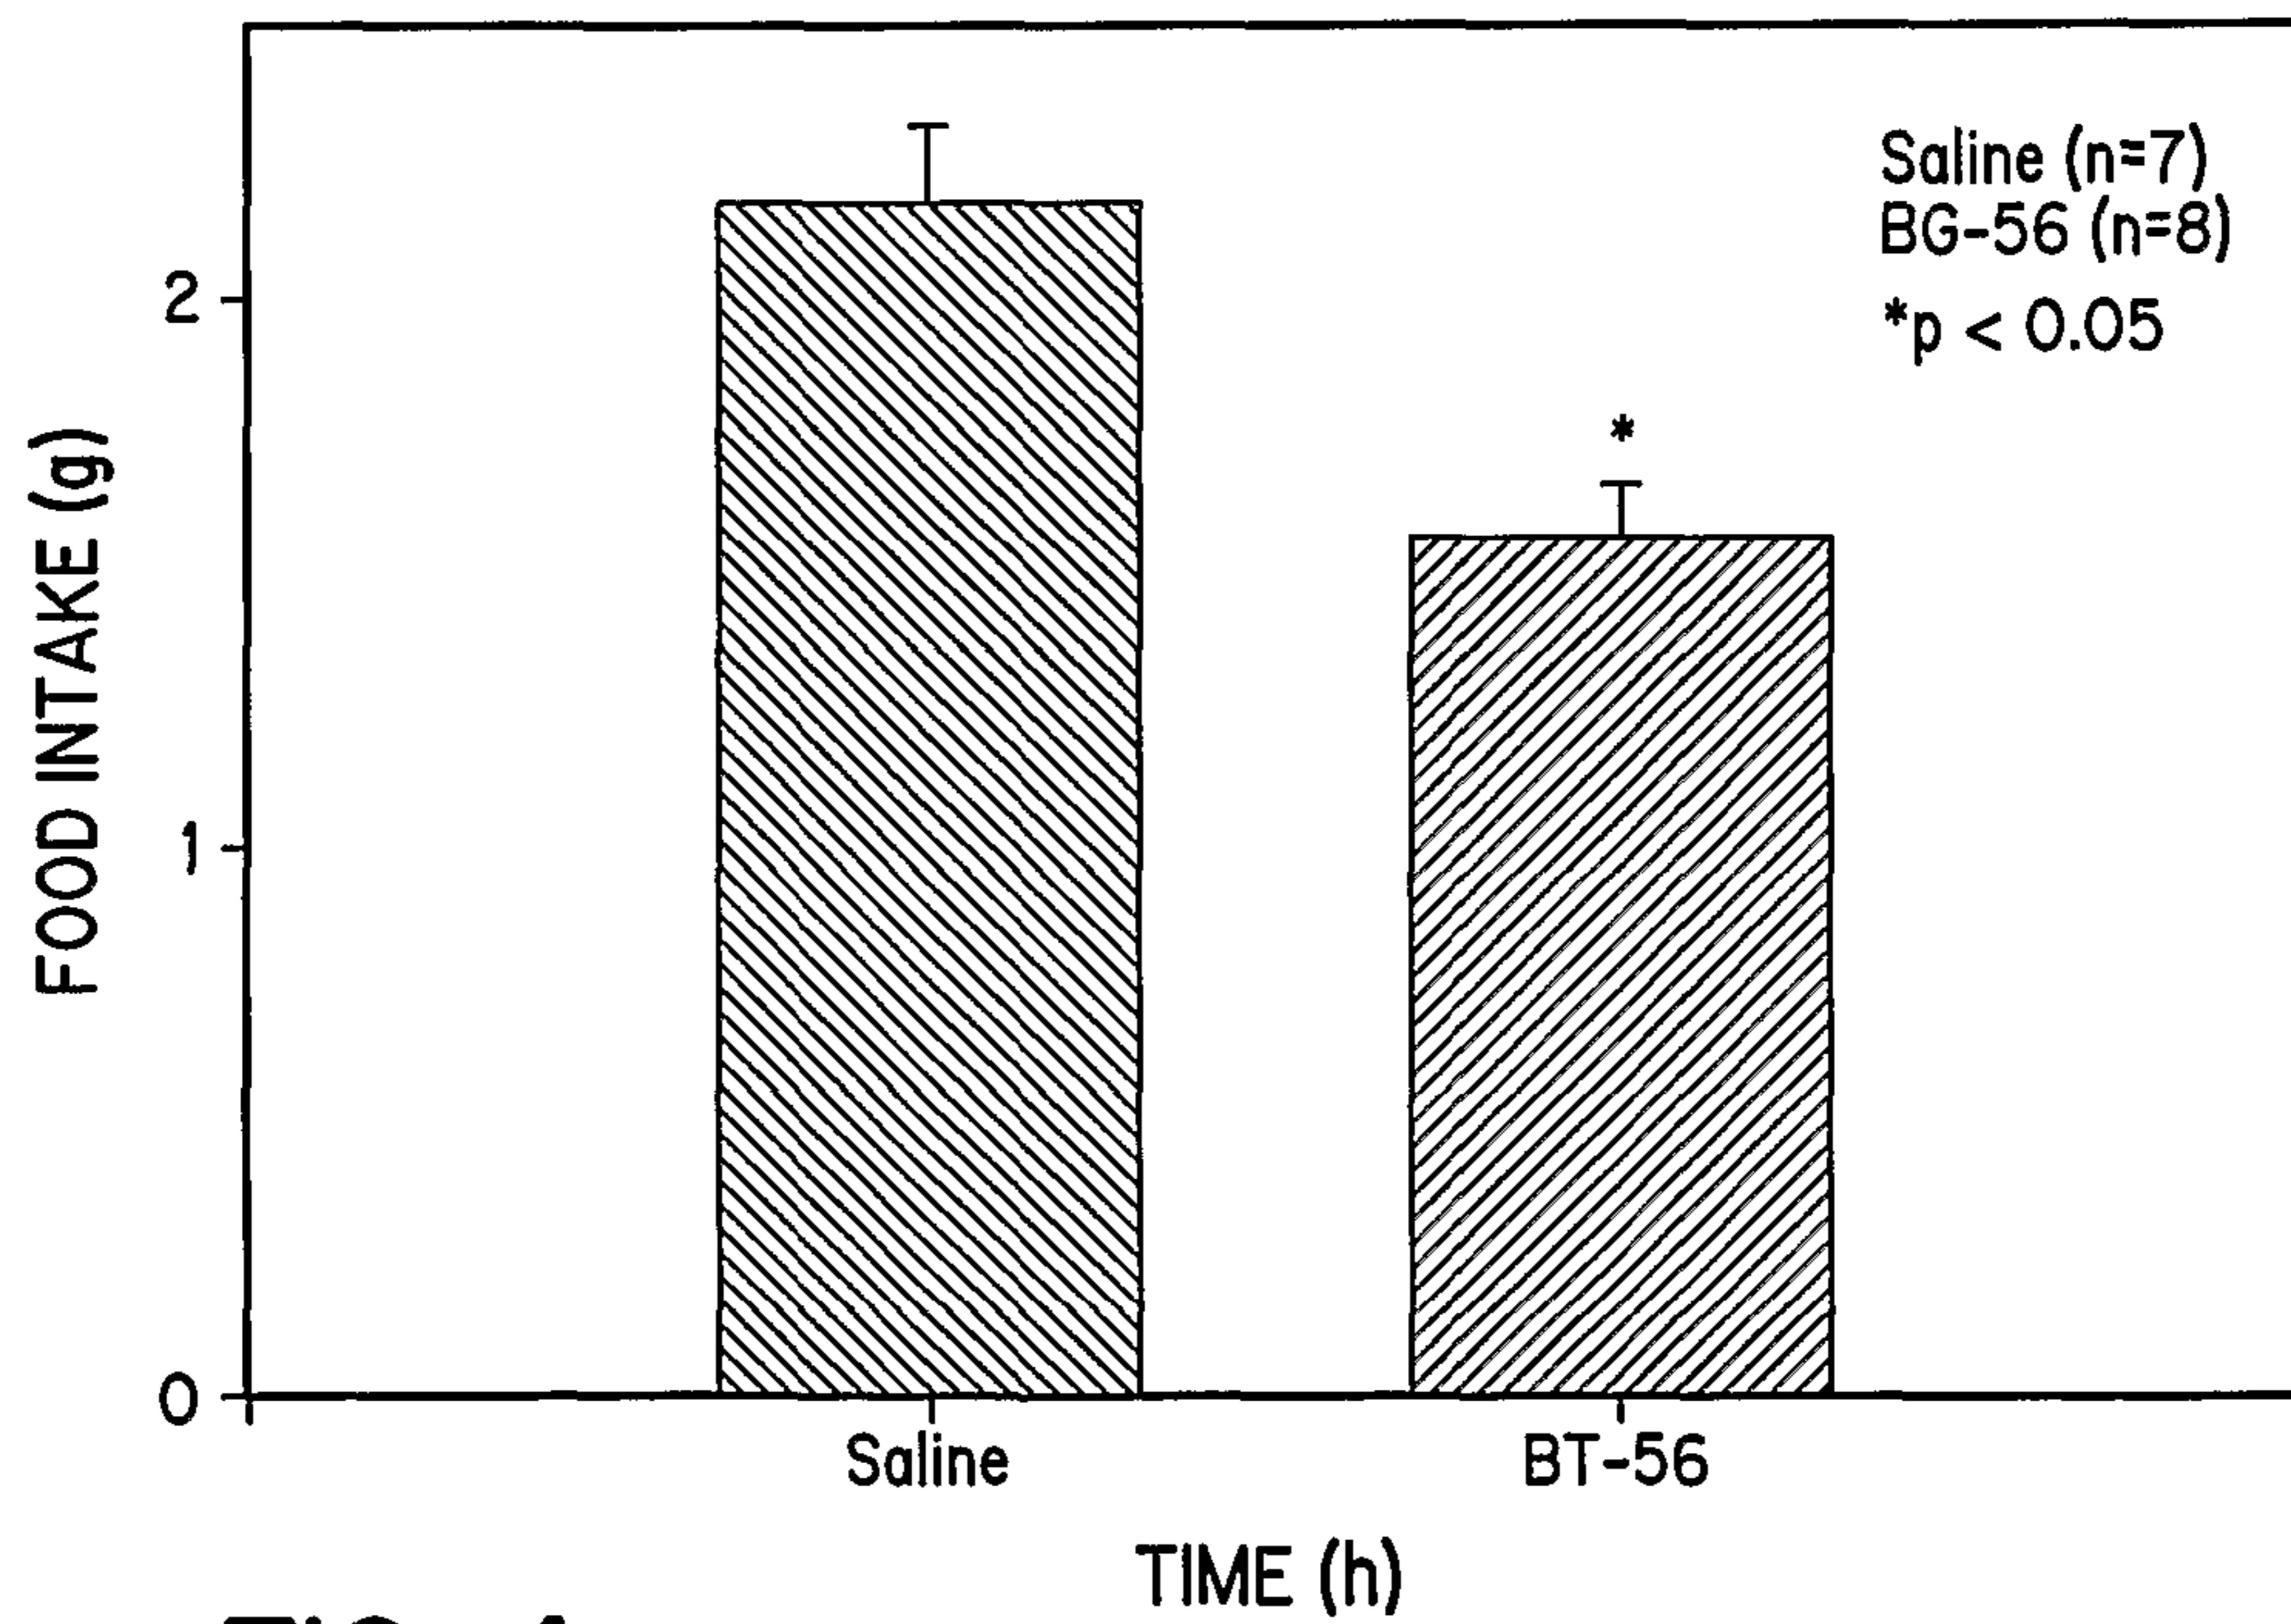 Saline (n=7)
BG-56 (n=8)
*p < 0.05
*
FOOD INTAKE (g)
2
1
0
Saline
BT-56
TIME (h)